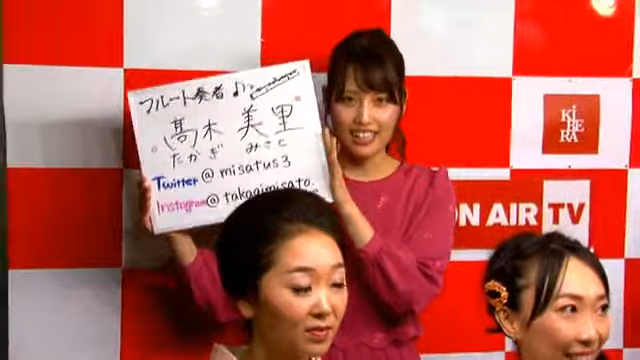 フルート奏者♪
髙木 美里
たかぎ みさと
Twitter @misatus3
Instagram @takagimisato.
KiRERA
ON AIR TV